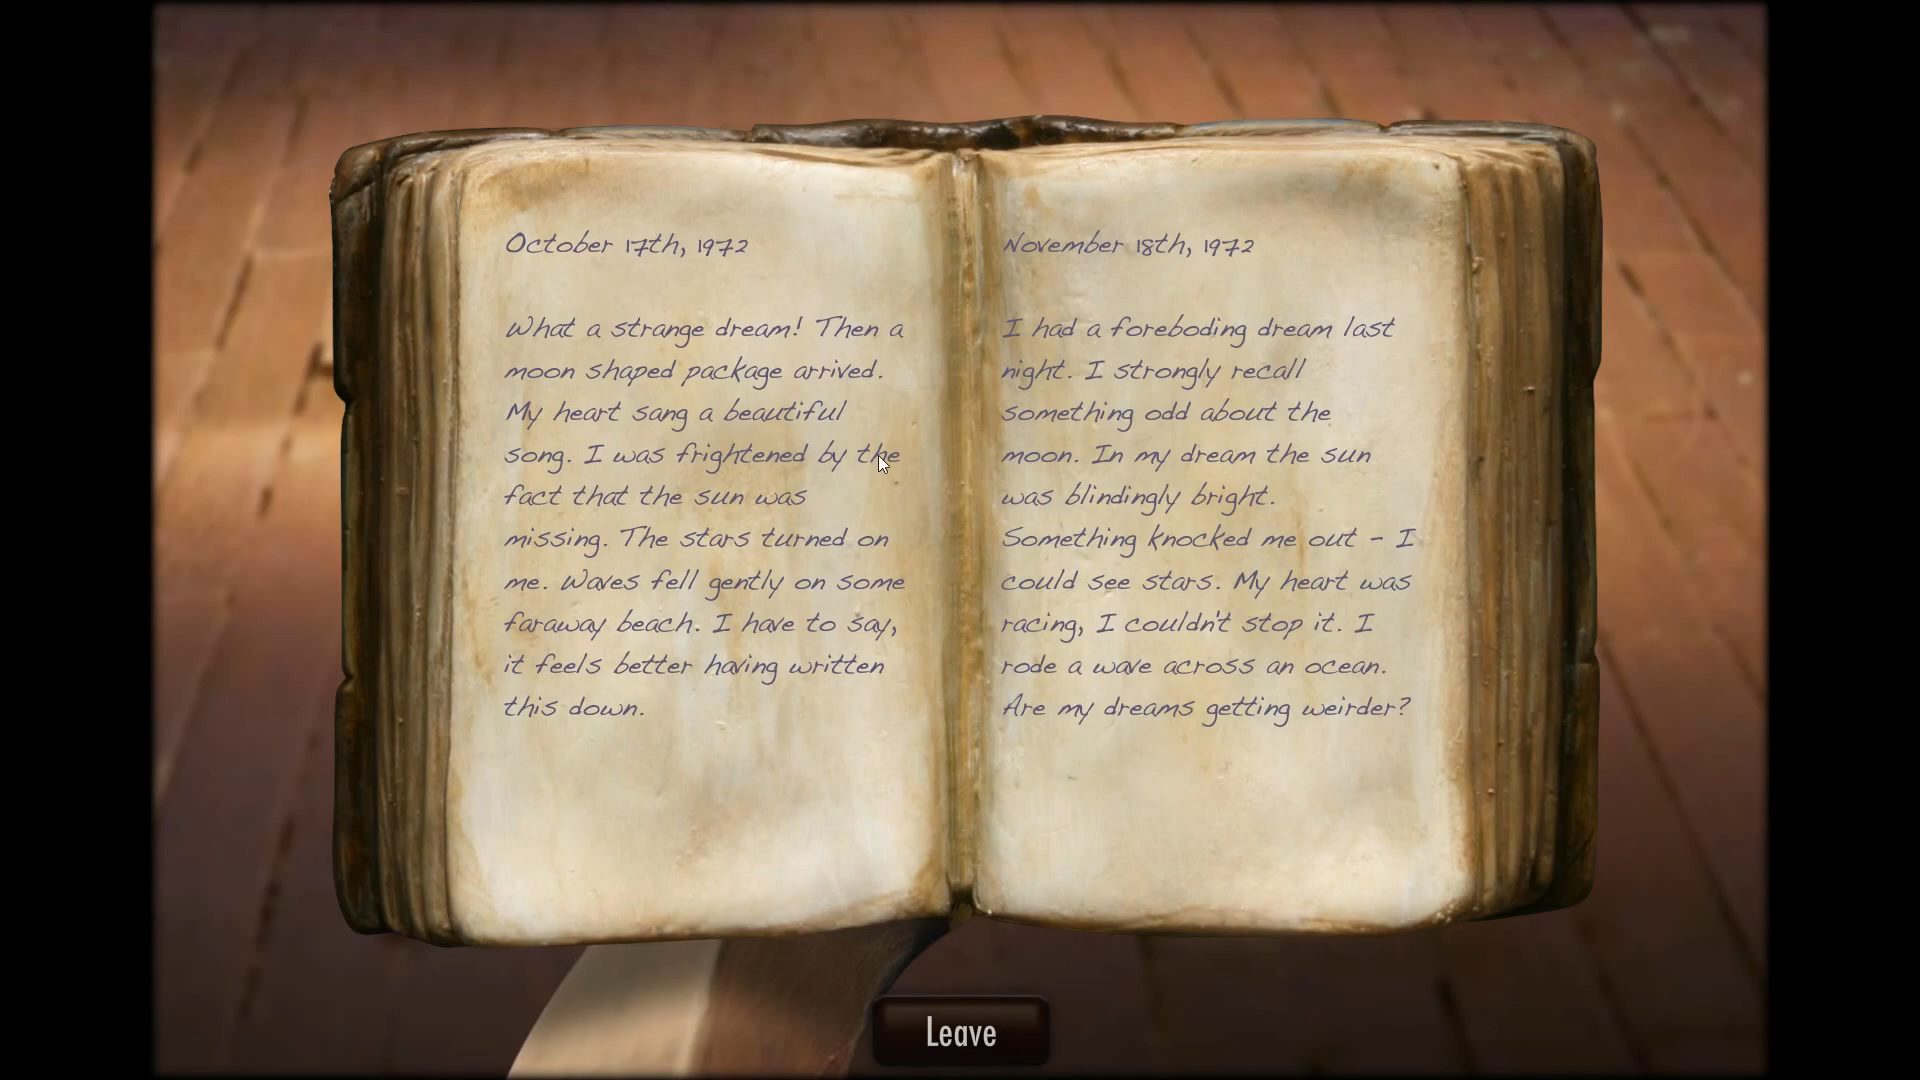 October 17th, 1972
What a strange dream! Then a
moon shaped package arrived.
My heart sang a beautiful
song. I was frightened by the
fact that the sun was
missing. The stars turned on
me. Waves fell gently on some
faraway beach. I have to say,
it feels better having written
this down.
November 18th, 1972
I had a foreboding dream last
night. I strongly recall
something odd about the
moon. In my dream the sun
was blindingly bright.
Something knocked me out - I
could see stars. My heart was
racing, I couldn't stop it. I
rode a wave across an ocean.
Are my dreams getting weirder?
Leave